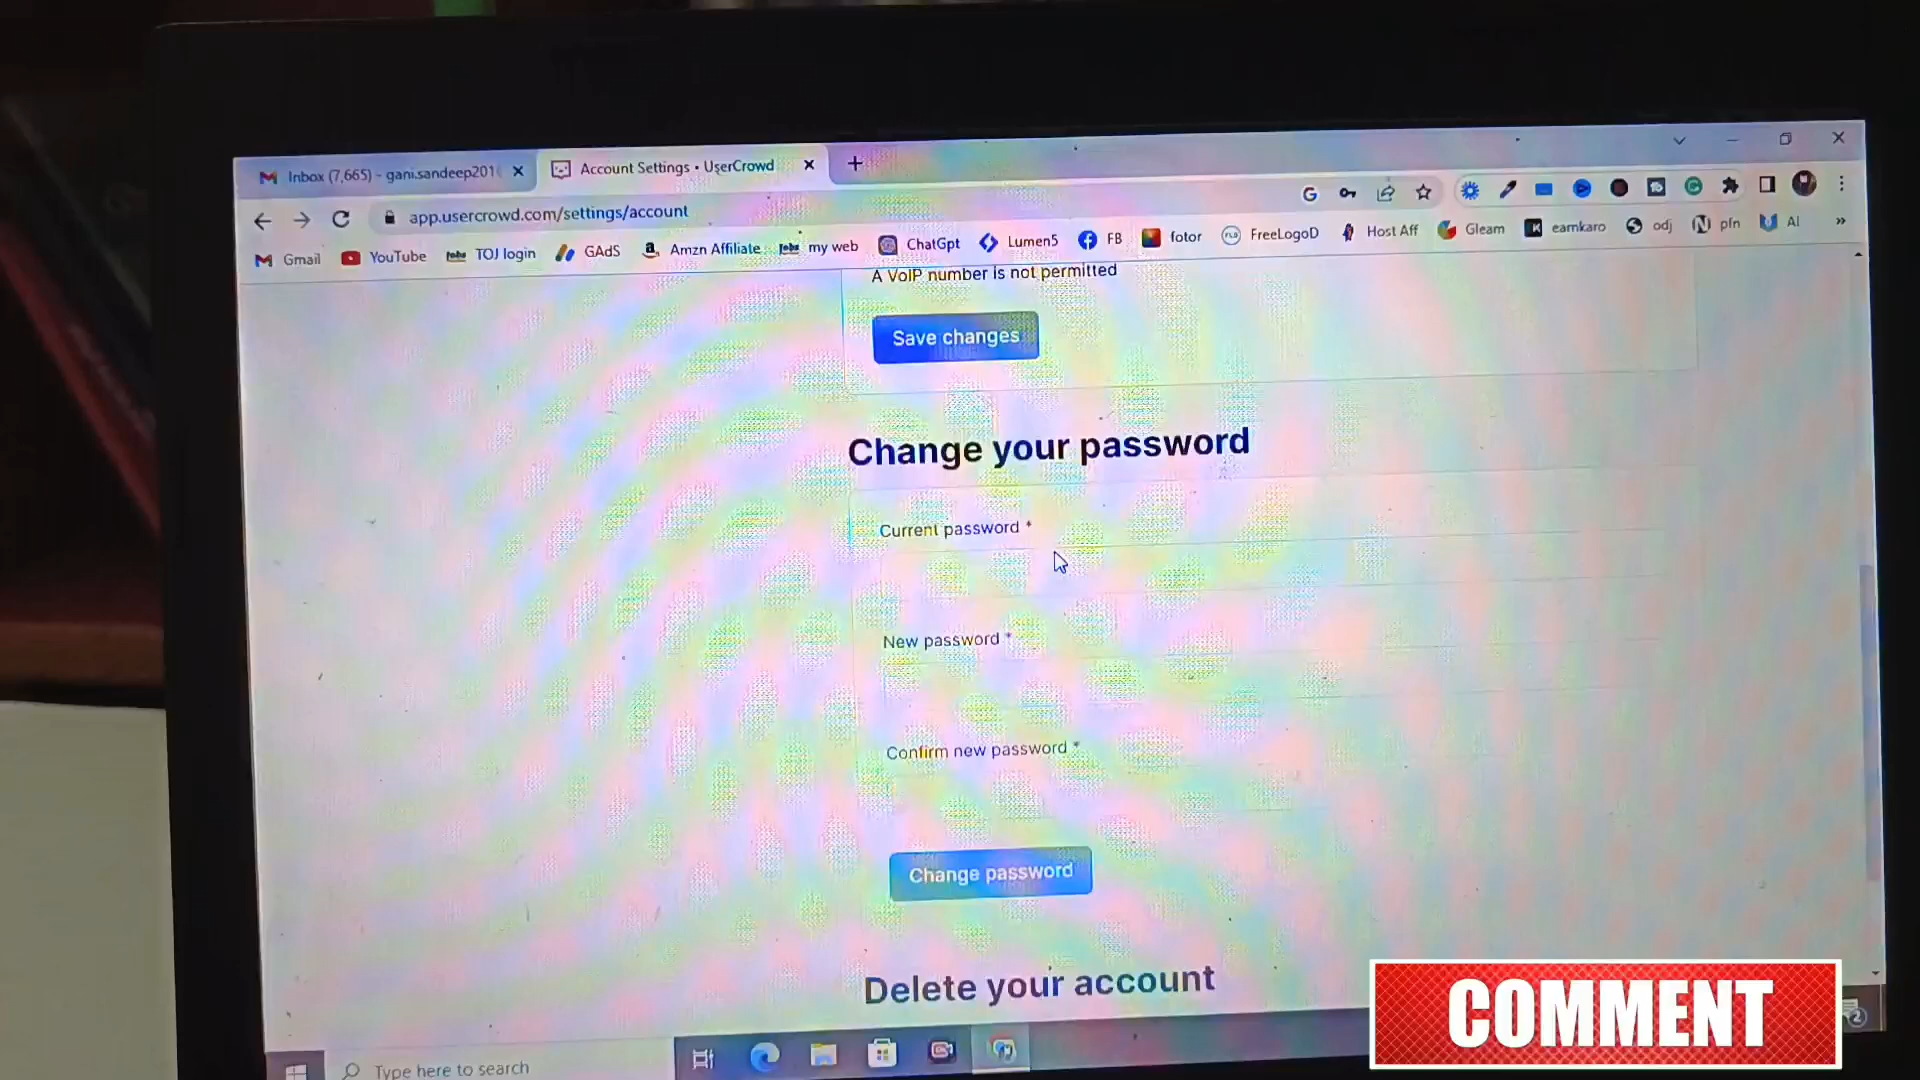 Inbox (7,665) - gani.sandeep201
Account Settings • UserCrowd
app.usercrowd.com/settings/account
Gmail YouTube TOJ login GAdS Amzn Affiliate my web ChatGpt Lumen5 FB fotor FreeLogoD Host Aff Gleam earnkaro odj pfn AI »
A VoIP number is not permitted
Save changes
Change your password
Current password *
New password *
Confirm new password *
Change password
Delete your account
COMMENT
Type here to search
2